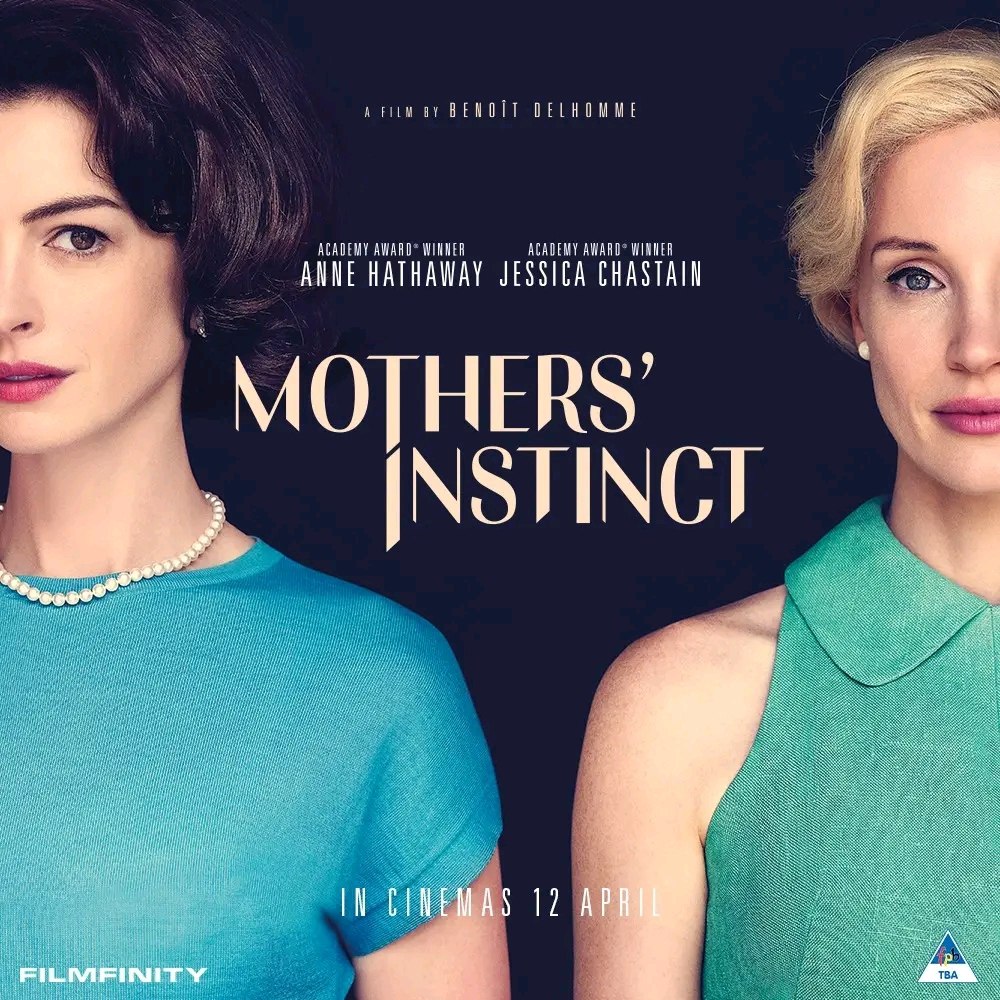 A FILM BY BENOÎT DELHOMME
ACADEMY AWARD® WINNER ACADEMY AWARD® WINNER
ANNE HATHAWAY JESSICA CHASTAIN
MOTHERS'
INSTINCT
IN CINEMAS 12 APRIL
FILMFINITY
fpb
TBA